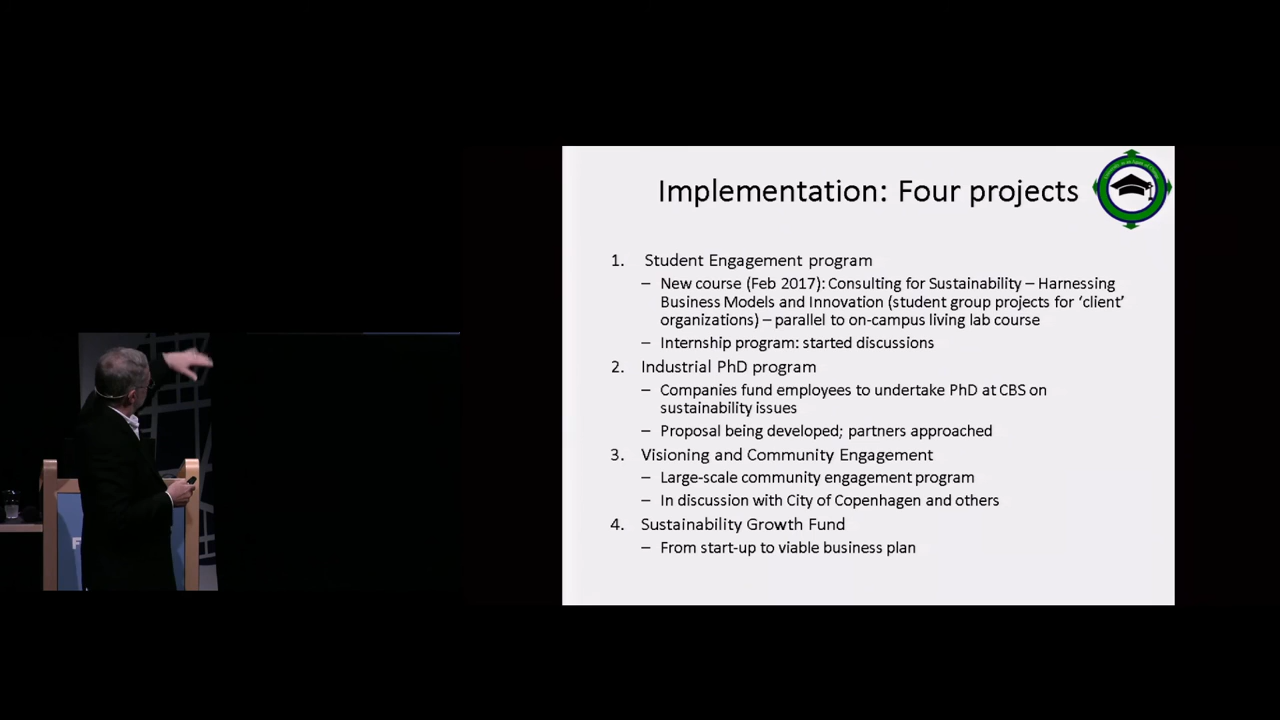 Implementation: Four projects
1. Student Engagement program
– New course (Feb 2017): Consulting for Sustainability – Harnessing
Business Models and Innovation (student group projects for ‘client’
organizations) – parallel to on-campus living lab course
– Internship program: started discussions
2. Industrial PhD program
– Companies fund employees to undertake PhD at CBS on
sustainability issues
– Proposal being developed; partners approached
3. Visioning and Community Engagement
– Large-scale community engagement program
– In discussion with City of Copenhagen and others
4. Sustainability Growth Fund
– From start-up to viable business plan